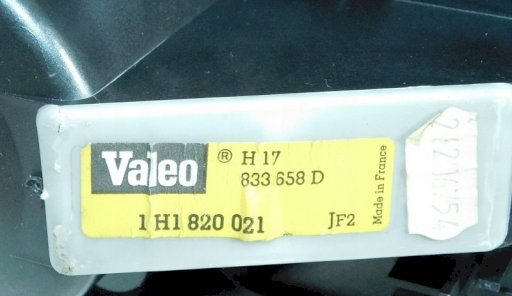 Valeo ® H 17
833 658 D
1 H1 820 021 JF2
Made in France